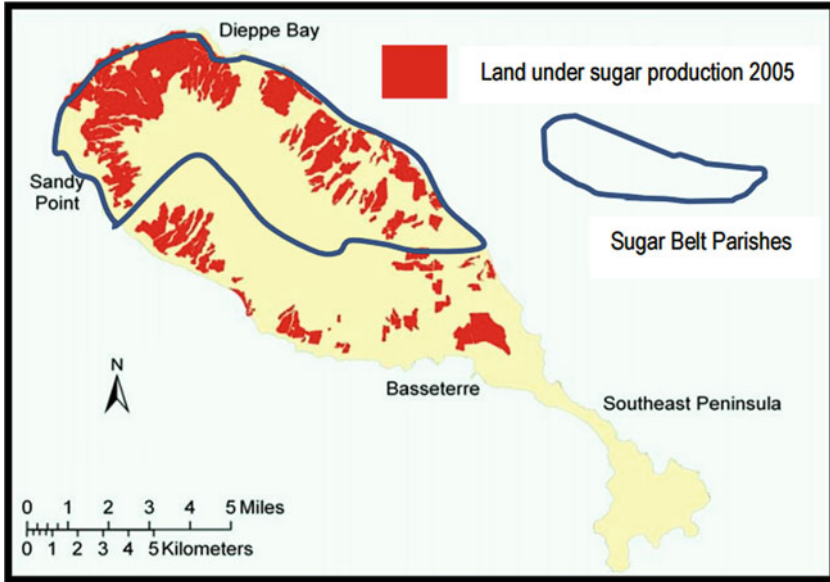 Dieppe Bay
Land under sugar production 2005
Sandy
Point
Sugar Belt Parishes
Basseterre
Southeast Peninsula
N
0 1 2 3 4 5 Miles
0 1 2 3 4 5 Kilometers